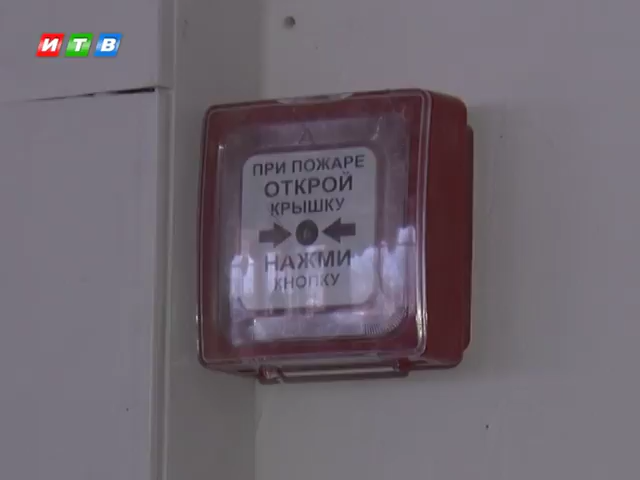 ИТВ
ПРИ ПОЖАРЕ
ОТКРОЙ
КРЫШКУ
НАЖМИ
КНОПКУ